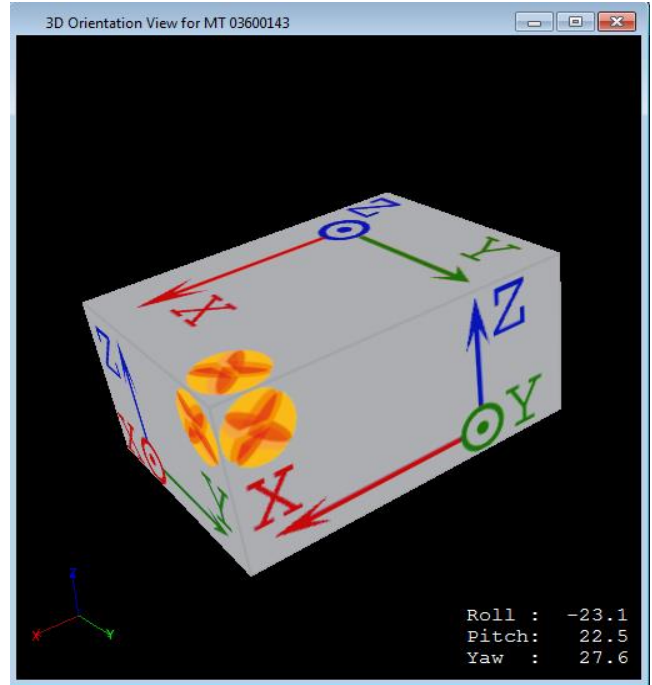 3D Orientation View for MT 03600143
Z
Y
X
Z
Z
Y
X
X
Y
Z
X
Y
Roll : -23.1
Pitch: 22.5
Yaw : 27.6